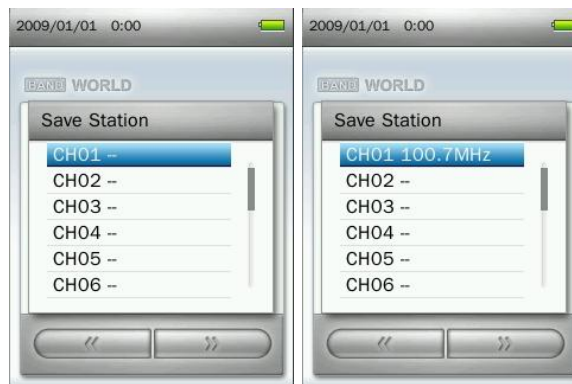 2009/01/01 0:00
BAND WORLD
Save Station
CH01 --
CH02 --
CH03 --
CH04 --
CH05 --
CH06 --
2009/01/01 0:00
BAND WORLD
Save Station
CH01 100.7MHz
CH02 --
CH03 --
CH04 --
CH05 --
CH06 --